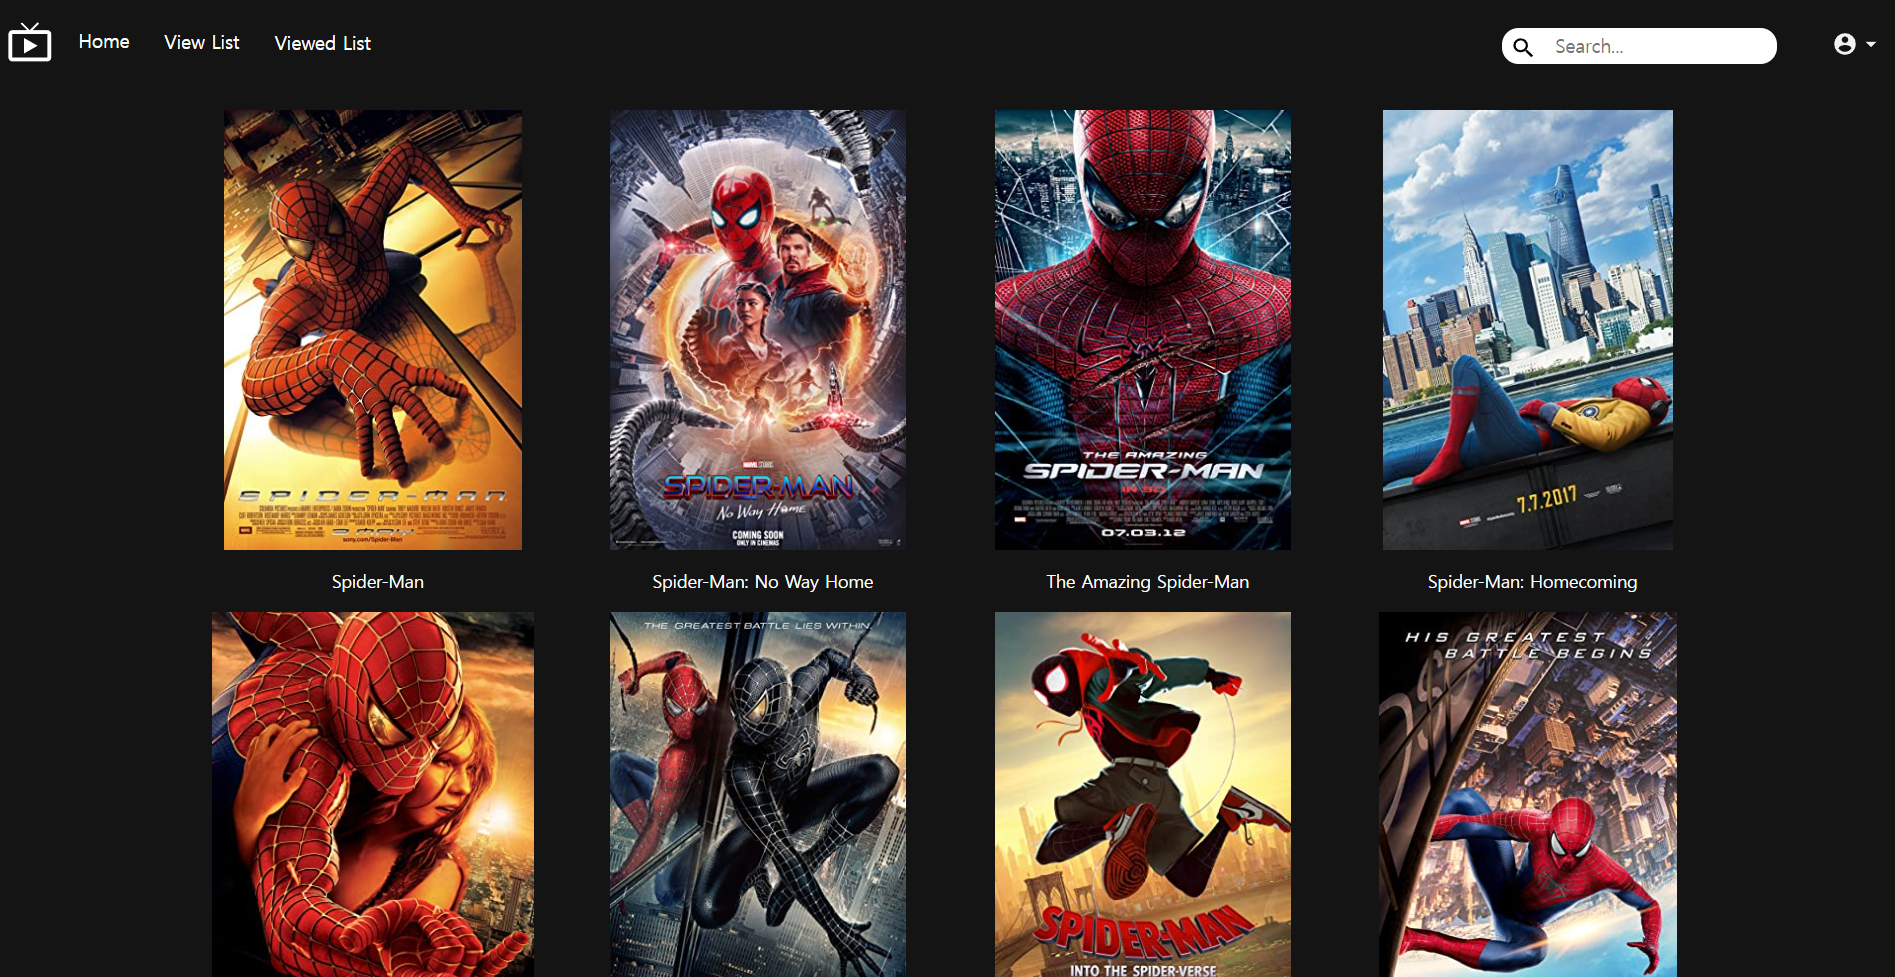 Home
View List
Viewed List
Search...
SPIDER-MAN
sony.com/Spider-Man
MARVEL STUDIOS
SPIDER-MAN
No Way Home
COMING SOON
ONLY IN CINEMAS
THE AMAZING
SPIDER-MAN
IN 3D
07.03.12
7.7.2017
Spider-Man
Spider-Man: No Way Home
The Amazing Spider-Man
Spider-Man: Homecoming
THE GREATEST BATTLE LIES WITHIN.
SPIDER-MAN
INTO THE SPIDER-VERSE
HIS GREATEST
BATTLE BEGINS